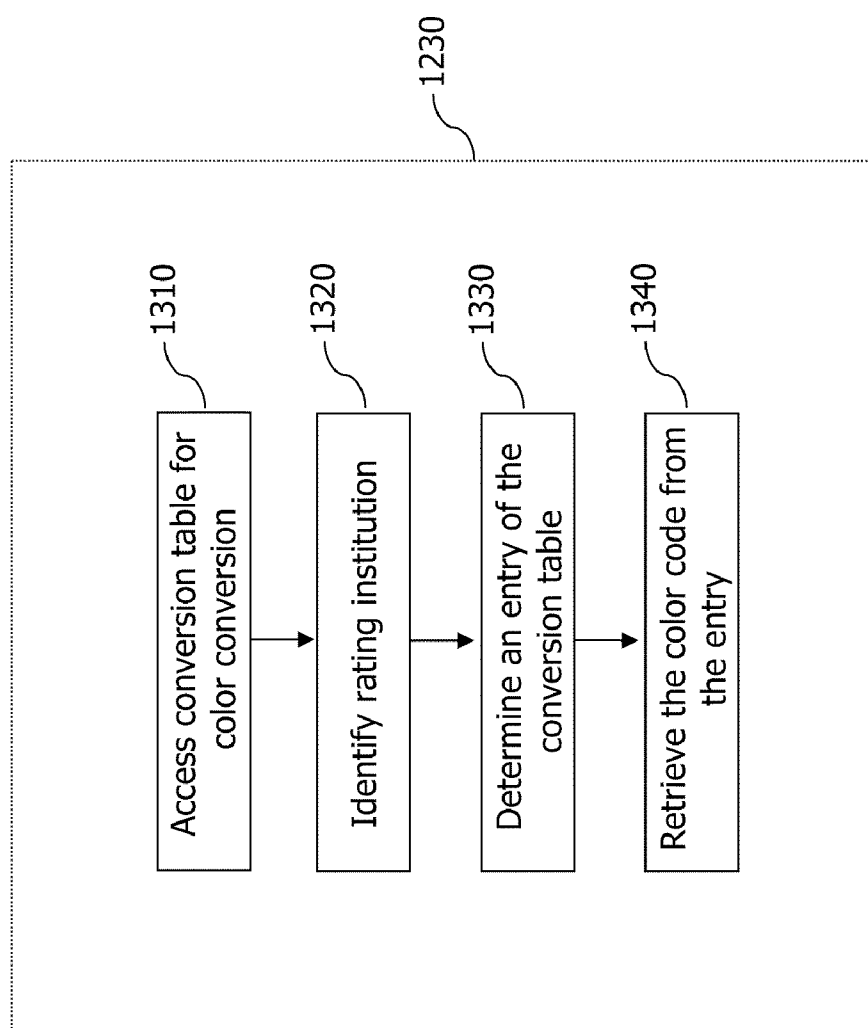 1230
1310
Access conversion table for
color conversion
1320
Identify rating institution
1330
Determine an entry of the
conversion table
1340
Retrieve the color code from
the entry